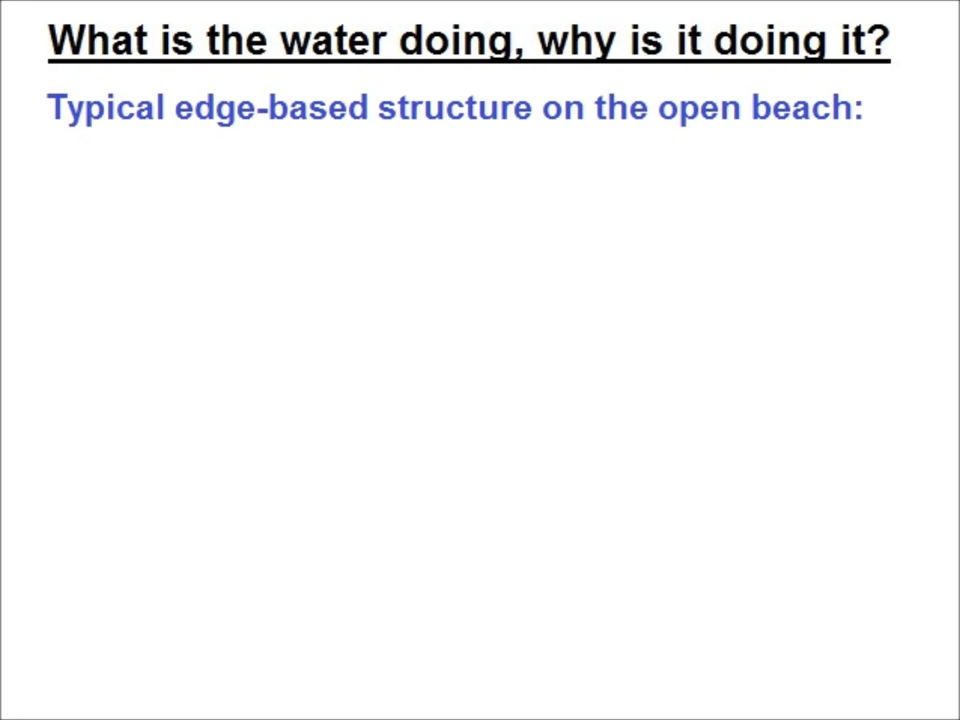 What is the water doing, why is it doing it?
Typical edge-based structure on the open beach: